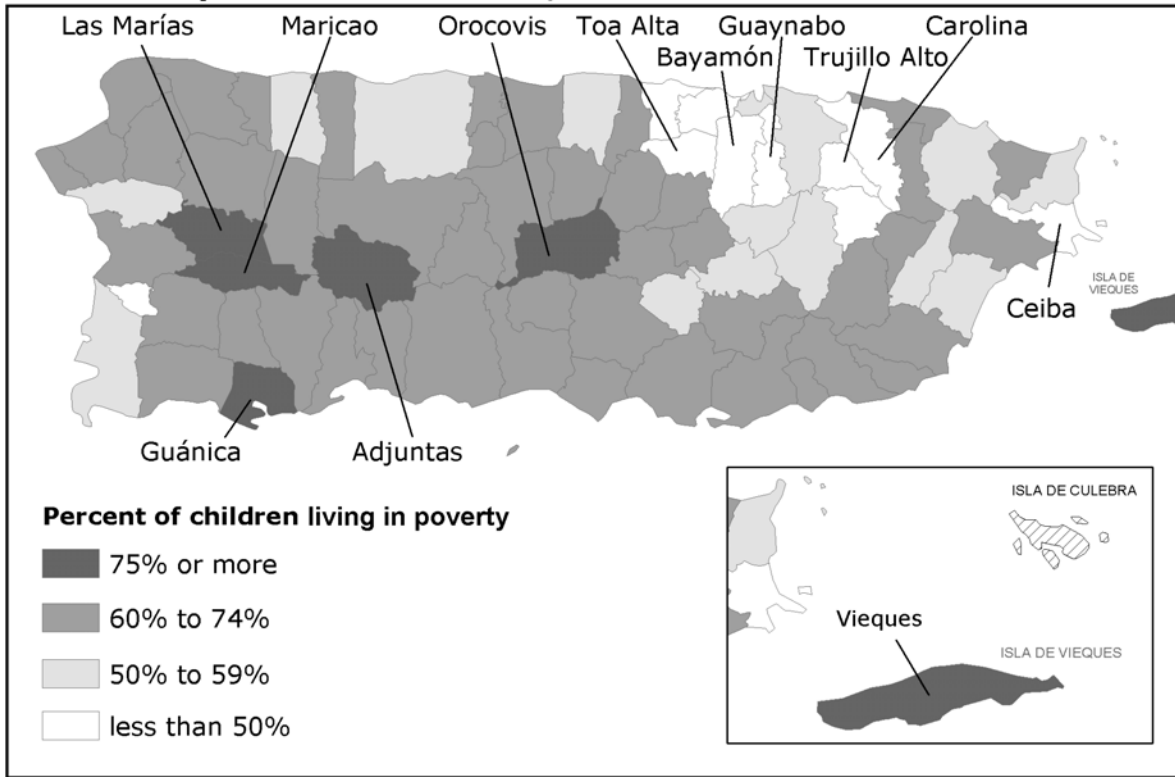 Las Marías Maricao Orocovis Toa Alta Guaynabo Carolina
Bayamón Trujillo Alto
ISLA DE
VIEQUES
Ceiba
Guánica Adjuntas
Percent of children living in poverty
75% or more
60% to 74%
50% to 59%
less than 50%
ISLA DE CULEBRA
Vieques
ISLA DE VIEQUES